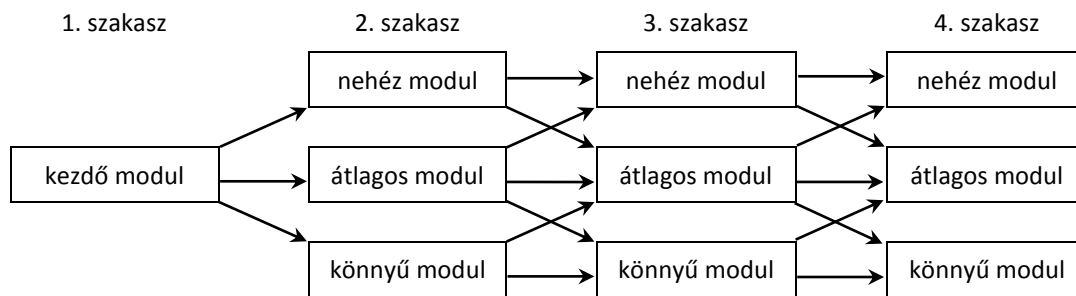 1. szakasz 2. szakasz 3. szakasz 4. szakasz
nehéz modul nehéz modul nehéz modul
kezdő modul átlagos modul átlagos modul átlagos modul
könnyű modul könnyű modul könnyű modul